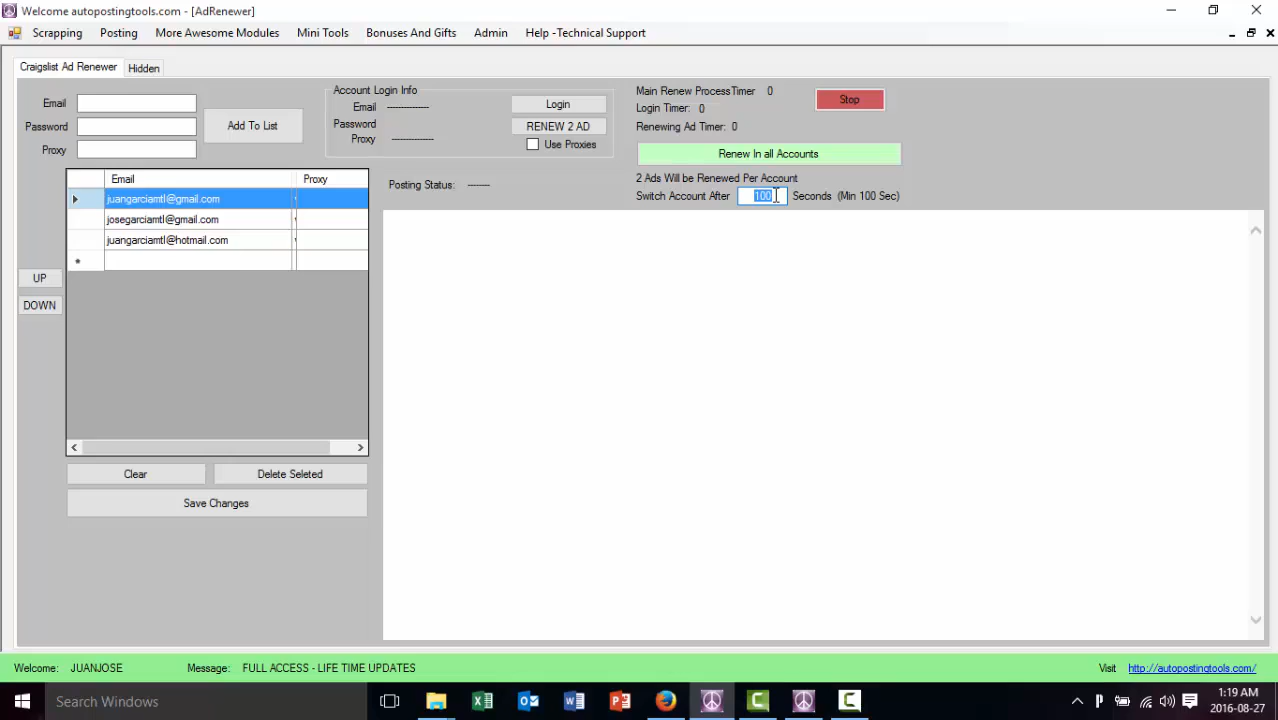 Welcome autopostingtools.com - [AdRenewer]
Scrapping Posting More Awesome Modules Mini Tools Bonuses And Gifts Admin Help -Technical Support
Craigslist Ad Renewer Hidden
Email
Password
Proxy
Add To List
Account Login Info
Email --------------
Password
Proxy --------------
Login
RENEW 2 AD
Use Proxies
Main Renew ProcessTimer 0
Login Timer: 0
Renewing Ad Timer: 0
Stop
Renew In all Accounts
2 Ads Will be Renewed Per Account
Switch Account After 100 Seconds (Min 100 Sec)
Posting Status: -------
Email Proxy
juangarciamtl@gmail.com
josegarciamtl@gmail.com
juangarciamtl@hotmail.com
UP
DOWN
Clear Delete Seleted
Save Changes
Welcome: JUANJOSE Message: FULL ACCESS - LIFE TIME UPDATES Visit http://autopostingtools.com/
Search Windows
1:19 AM
2016-08-27